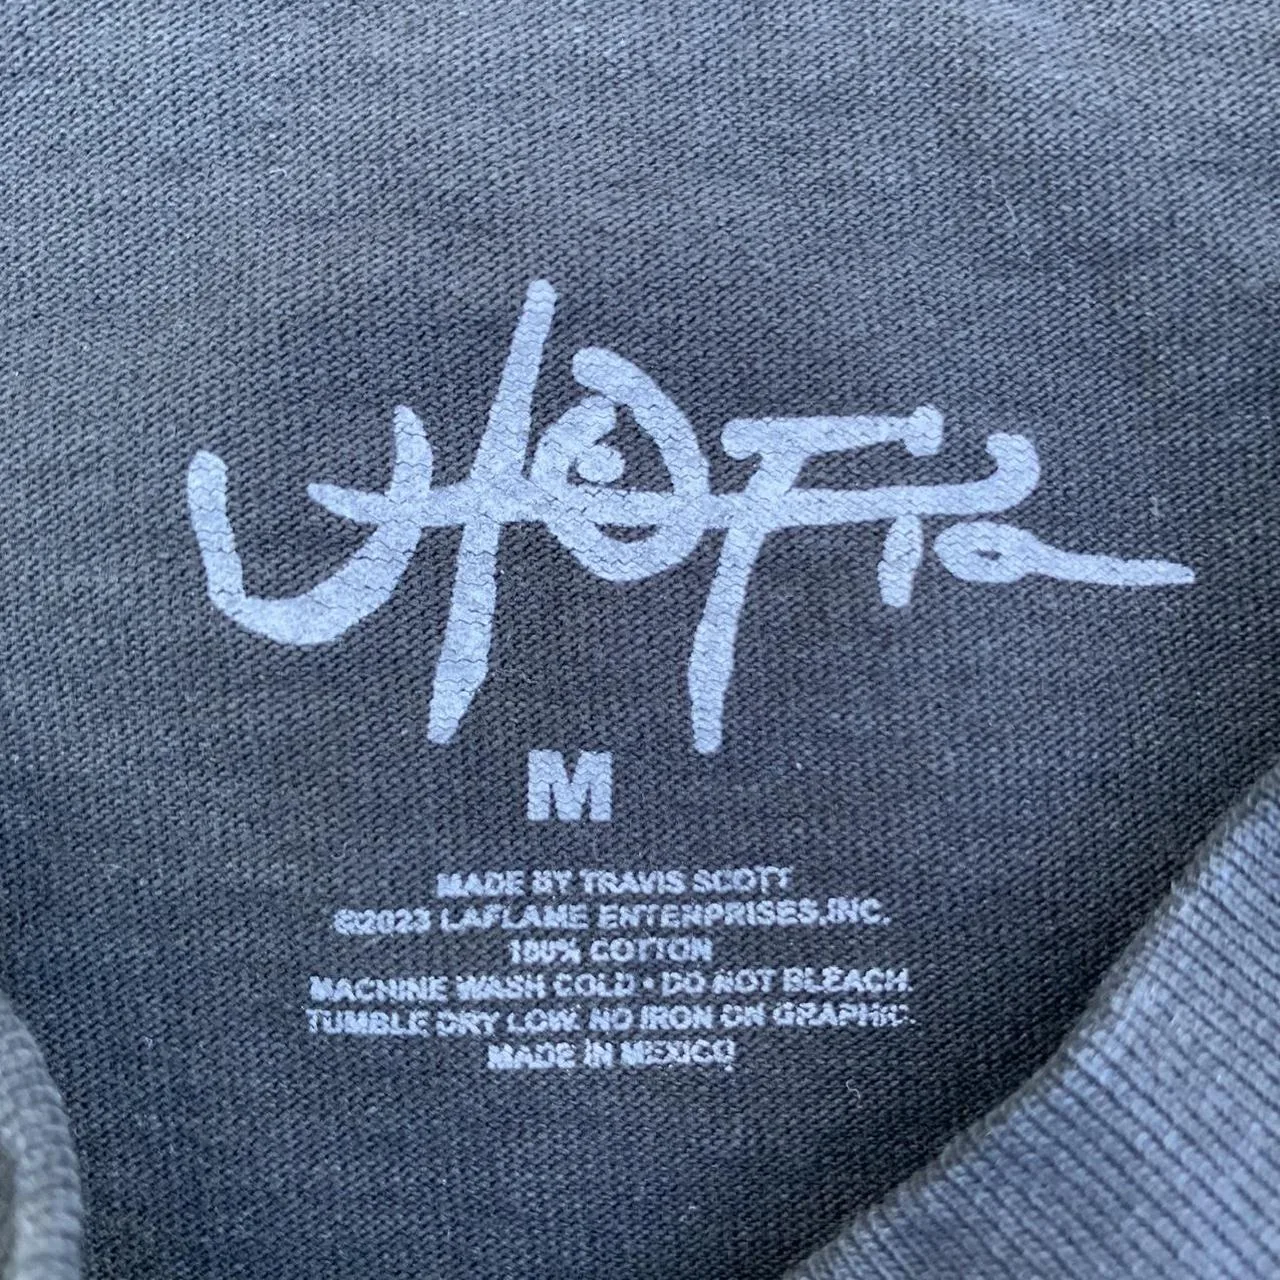 UTOPIA
M
MADE BY TRAVIS SCOTT
©2023 LAFLAME ENTERPRISES,INC.
100% COTTON
MACHINE WASH COLD • DO NOT BLEACH.
TUMBLE DRY LOW. NO IRON ON GRAPHIC.
MADE IN MEXICO